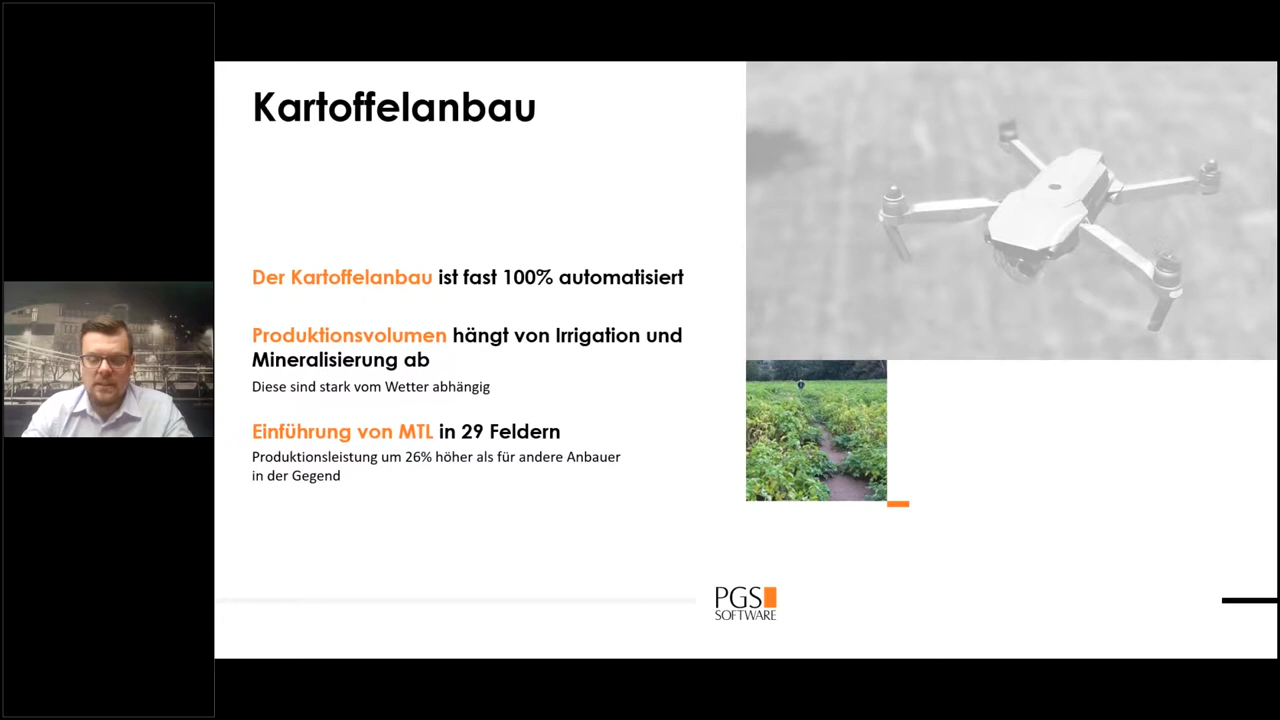 Kartoffelanbau
Der Kartoffelanbau ist fast 100% automatisiert
Produktionsvolumen hängt von Irrigation und
Mineralisierung ab
Diese sind stark vom Wetter abhängig
Einführung von MTL in 29 Feldern
Produktionsleistung um 26% höher als für andere Anbauer
in der Gegend
PGS
SOFTWARE